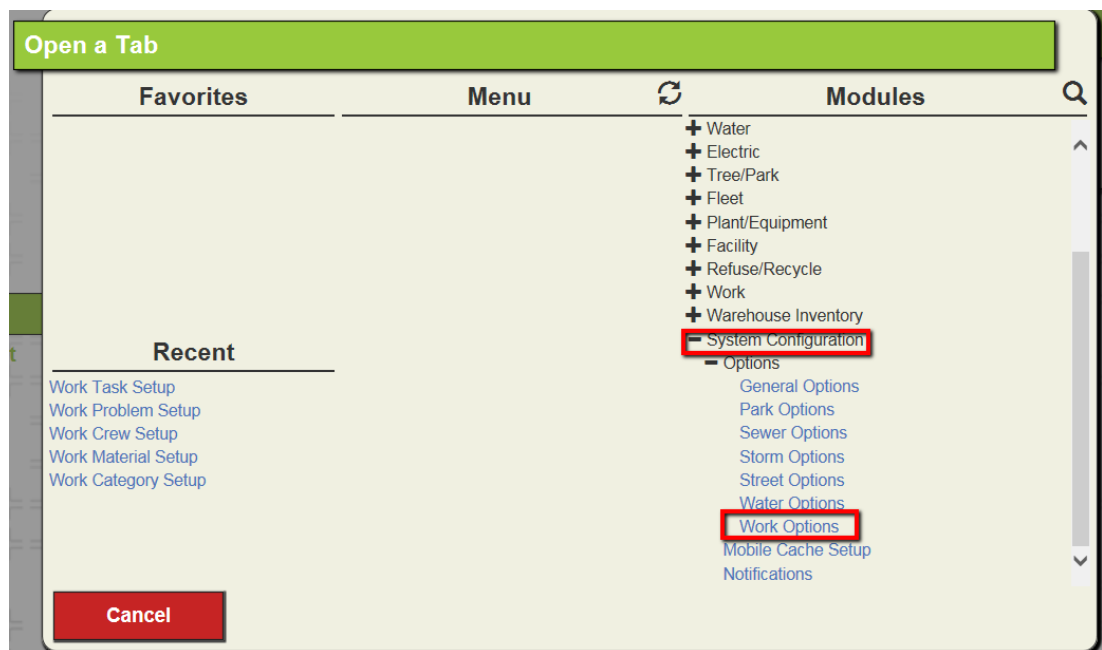 Open a Tab
Favorites
Menu
Modules
Water
Electric
Tree/Park
Fleet
Plant/Equipment
Facility
Refuse/Recycle
Work
Warehouse Inventory
System Configuration
Options
General Options
Park Options
Sewer Options
Storm Options
Street Options
Water Options
Work Options
Mobile Cache Setup
Notifications
Recent
Work Task Setup
Work Problem Setup
Work Crew Setup
Work Material Setup
Work Category Setup
Cancel